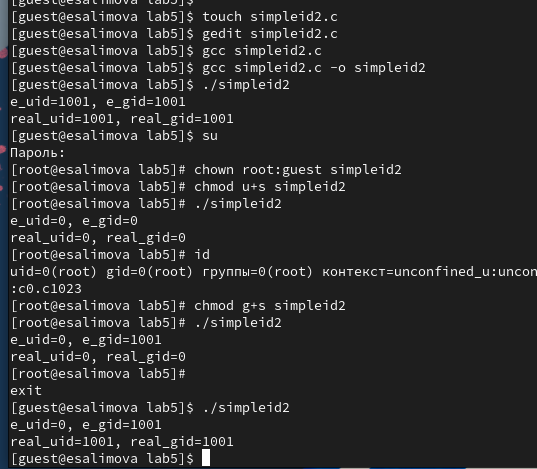 [guest@esalimova lab5]$
[guest@esalimova lab5]$ touch simpleid2.c
[guest@esalimova lab5]$ gedit simpleid2.c
[guest@esalimova lab5]$ gcc simpleid2.c
[guest@esalimova lab5]$ gcc simpleid2.c -o simpleid2
[guest@esalimova lab5]$ ./simpleid2
e_uid=1001, e_gid=1001
real_uid=1001, real_gid=1001
[guest@esalimova lab5]$ su
Пароль:
[root@esalimova lab5]# chown root:guest simpleid2
[root@esalimova lab5]# chmod u+s simpleid2
[root@esalimova lab5]# ./simpleid2
e_uid=0, e_gid=0
real_uid=0, real_gid=0
[root@esalimova lab5]# id
uid=0(root) gid=0(root) группы=0(root) контекст=unconfined_u:uncon
:c0.c1023
[root@esalimova lab5]# chmod g+s simpleid2
[root@esalimova lab5]# ./simpleid2
e_uid=0, e_gid=1001
real_uid=0, real_gid=0
[root@esalimova lab5]#
exit
[guest@esalimova lab5]$ ./simpleid2
e_uid=0, e_gid=1001
real_uid=1001, real_gid=1001
[guest@esalimova lab5]$